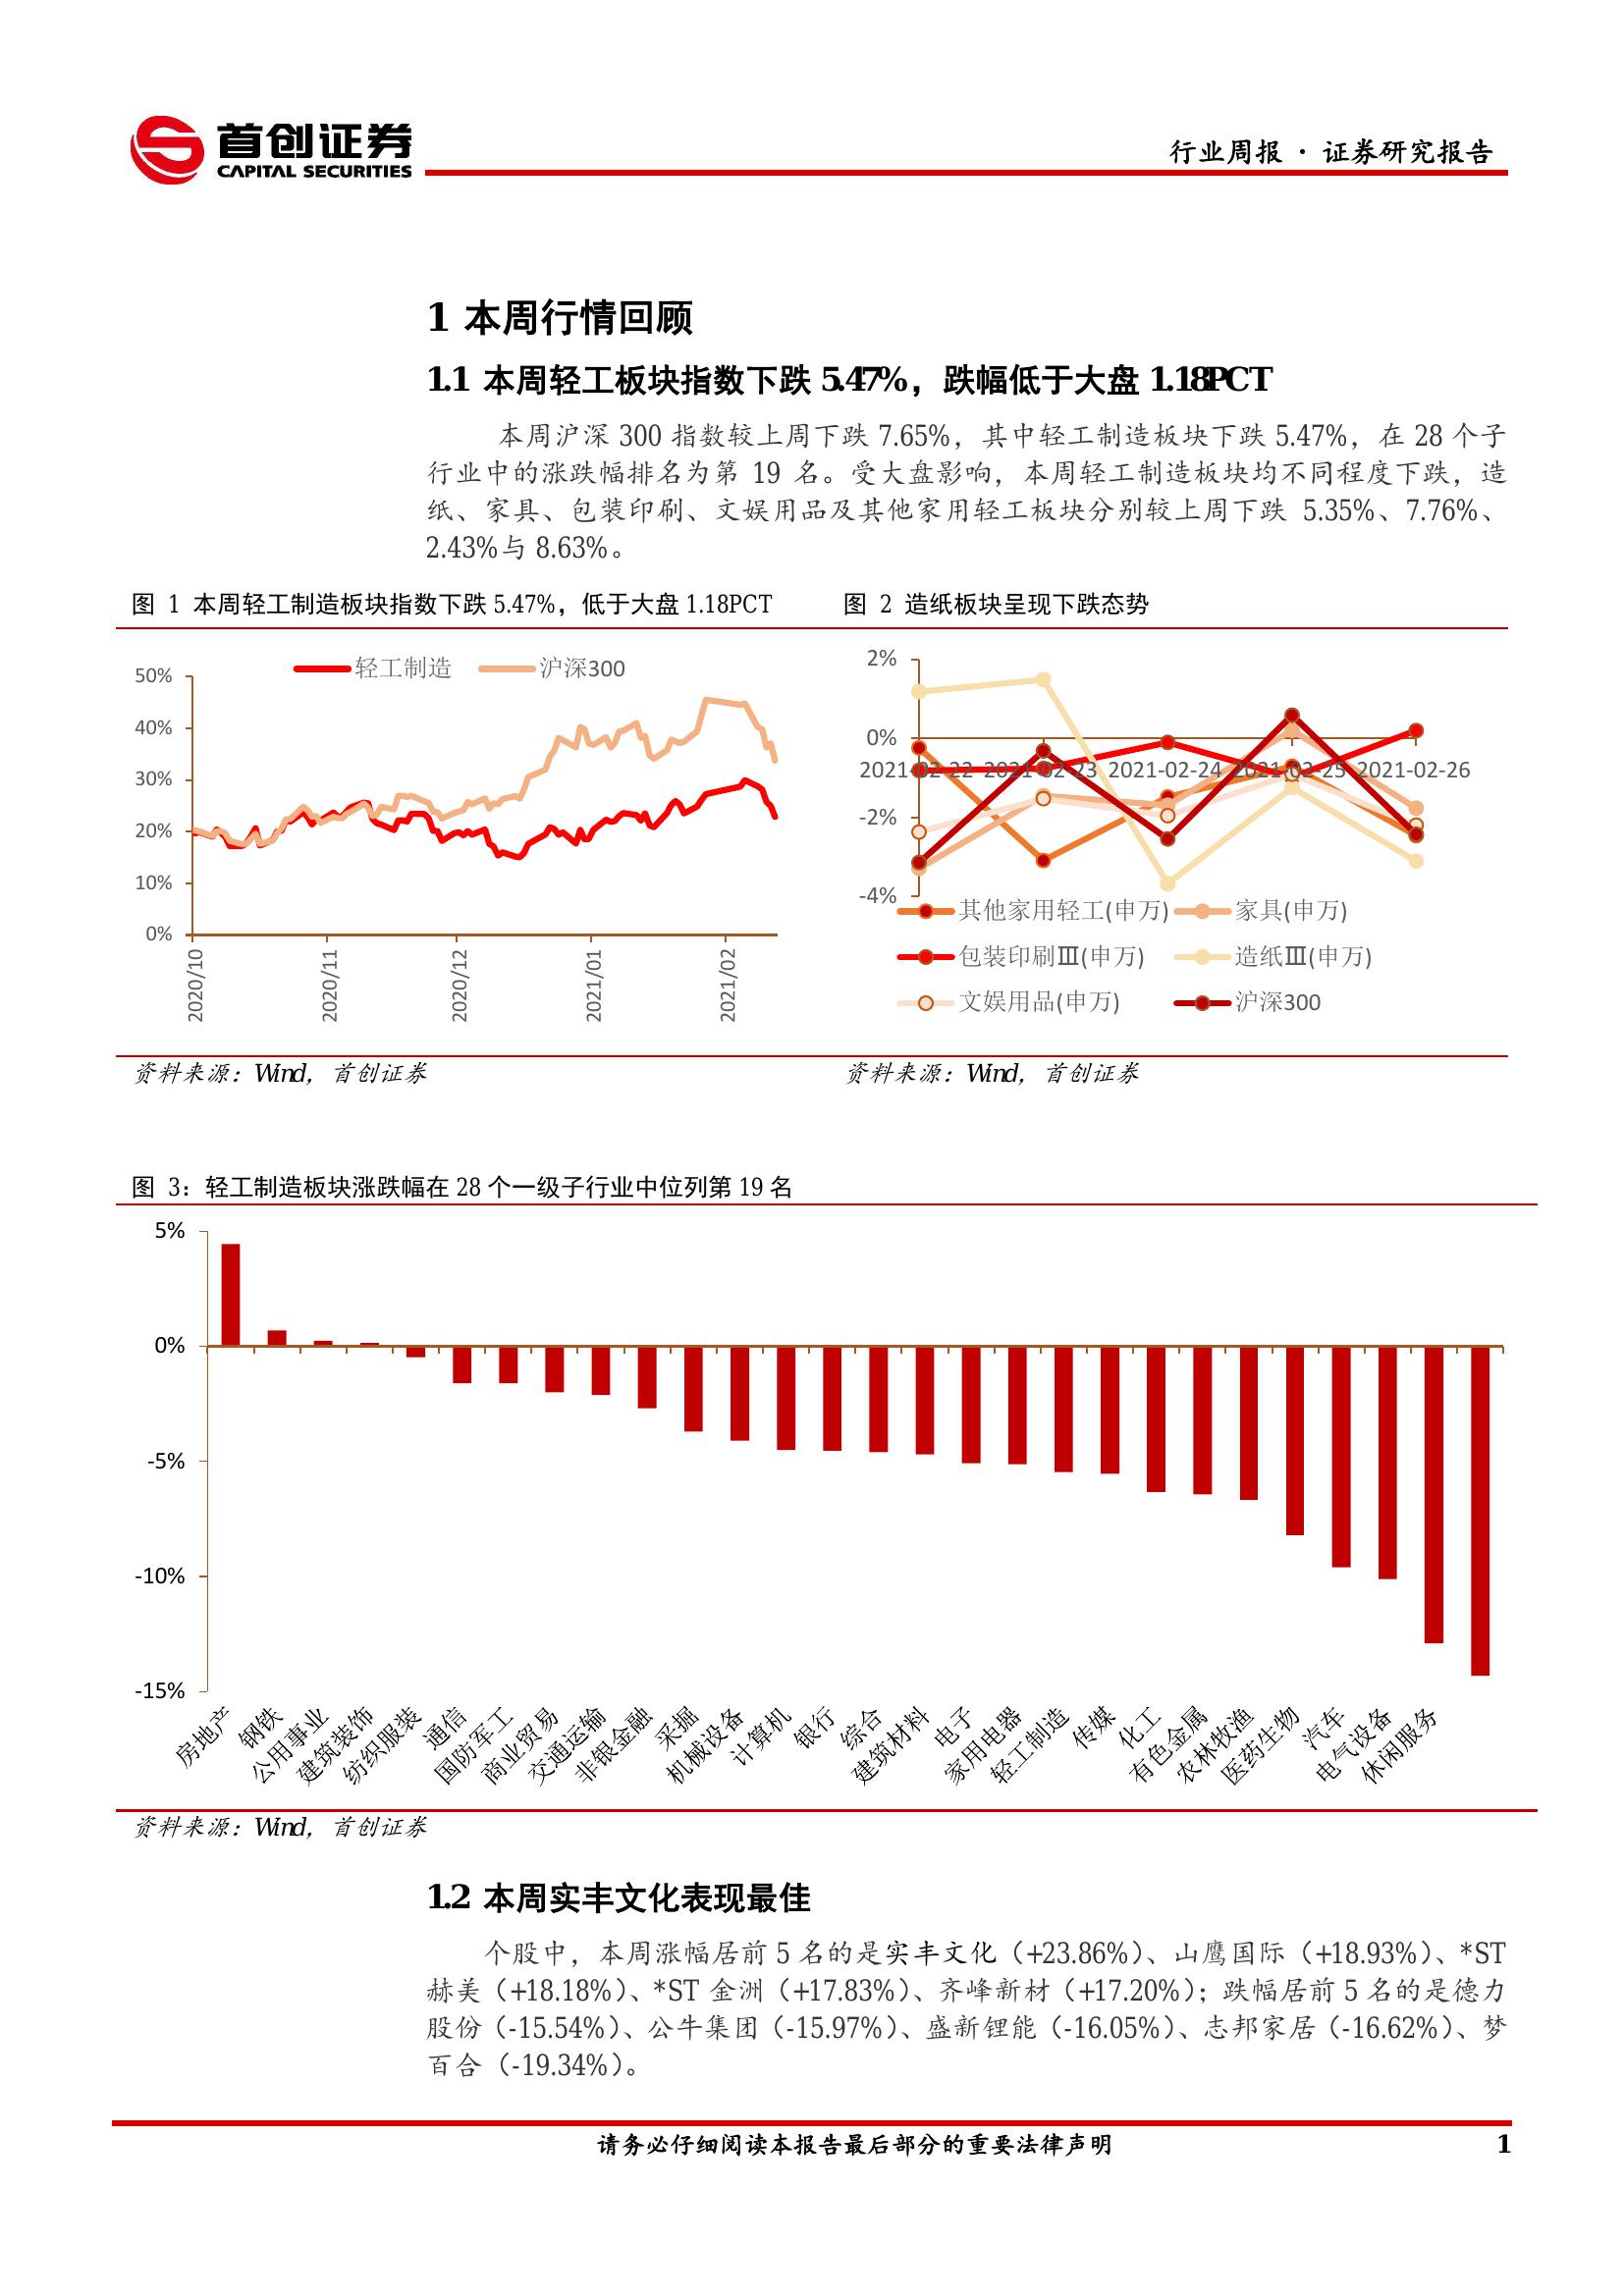 首创证券
CAPITAL SECURITIES
行业周报 · 证券研究报告
1 本周行情回顾
1.1 本周轻工板块指数下跌 5.47%，跌幅低于大盘 1.18PCT
本周沪深 300 指数较上周下跌 7.65%，其中轻工制造板块下跌 5.47%，在 28 个子
行业中的涨跌幅排名为第 19 名。受大盘影响，本周轻工制造板块均不同程度下跌，造
纸、家具、包装印刷、文娱用品及其他家用轻工板块分别较上周下跌 5.35%、7.76%、
2.43%与 8.63%。
图 1 本周轻工制造板块指数下跌 5.47%，低于大盘 1.18PCT
轻工制造 沪深300
50%
40%
30%
20%
10%
0%
2020/10 2020/11 2020/12 2021/01 2021/02
资料来源：Wind，首创证券
图 2 造纸板块呈现下跌态势
2%
0%
-2%
-4%
2021-02-22 2021-02-23 2021-02-24 2021-02-25 2021-02-26
其他家用轻工(申万) 家具(申万)
包装印刷Ⅲ(申万) 造纸Ⅲ(申万)
文娱用品(申万) 沪深300
资料来源：Wind，首创证券
图 3：轻工制造板块涨跌幅在 28 个一级子行业中位列第 19 名
5%
0%
-5%
-10%
-15%
房地产 钢铁 公用事业 建筑装饰 纺织服装 通信 国防军工 商业贸易 交通运输 非银金融 采掘 机械设备 计算机 银行 综合 建筑材料 电子 家用电器 轻工制造 传媒 化工 有色金属 农林牧渔 医药生物 汽车 电气设备 休闲服务
资料来源：Wind，首创证券
1.2 本周实丰文化表现最佳
个股中，本周涨幅居前 5 名的是实丰文化（+23.86%）、山鹰国际（+18.93%）、*ST
赫美（+18.18%）、*ST 金洲（+17.83%）、齐峰新材（+17.20%）；跌幅居前 5 名的是德力
股份（-15.54%）、公牛集团（-15.97%）、盛新锂能（-16.05%）、志邦家居（-16.62%）、梦
百合（-19.34%）。
请务必仔细阅读本报告最后部分的重要法律声明
1